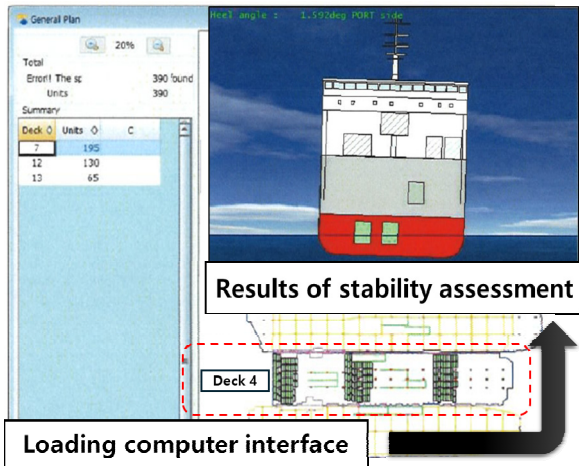 General Plan
20%
Total
Error!! The sc 390 found
Units 390
Summary
Deck Units C
7 195
12 130
13 65
Heel angle : 1.592deg PORT side
Results of stability assessment
Deck 4
Loading computer interface